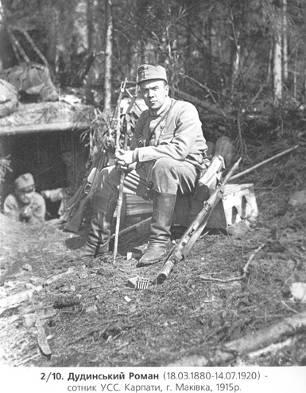 2/10. Дудинський Роман (18.03.1880-14.07.1920) -
сотник УСС. Карпати, г. Маківка, 1915р.